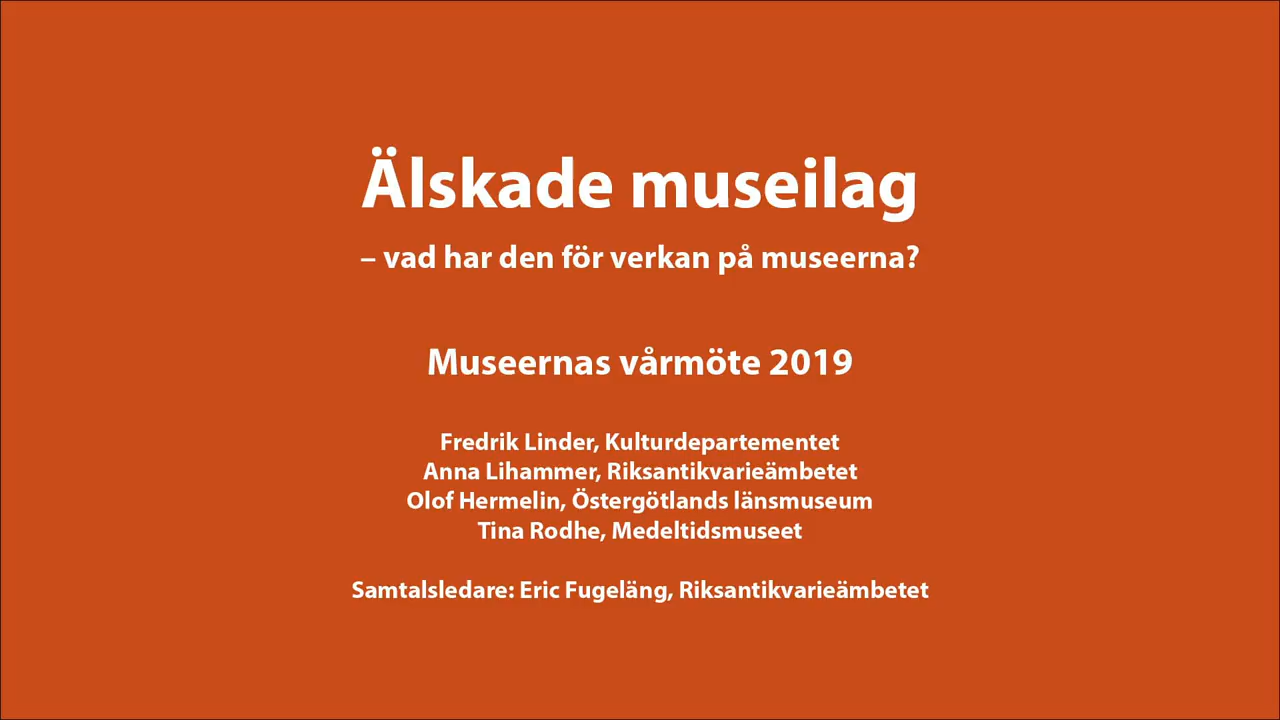 Älskade museilag
– vad har den för verkan på museerna?
Museernas vårmöte 2019
Fredrik Linder, Kulturdepartementet
Anna Lihammer, Riksantikvarieämbetet
Olof Hermelin, Östergötlands länsmuseum
Tina Rodhe, Medeltidsmuseet
Samtalsledare: Eric Fugeläng, Riksantikvarieämbetet